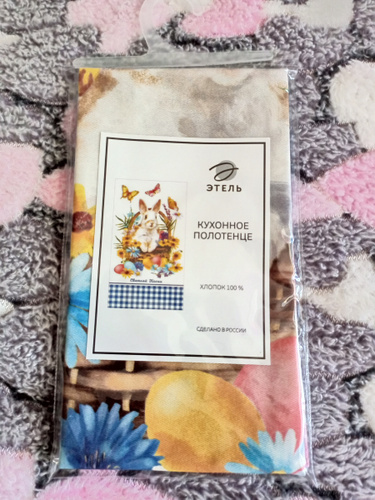 ЭТЕЛЬ
КУХОННОЕ
ПОЛОТЕНЦЕ
ХЛОПОК 100 %
СДЕЛАНО В РОССИИ